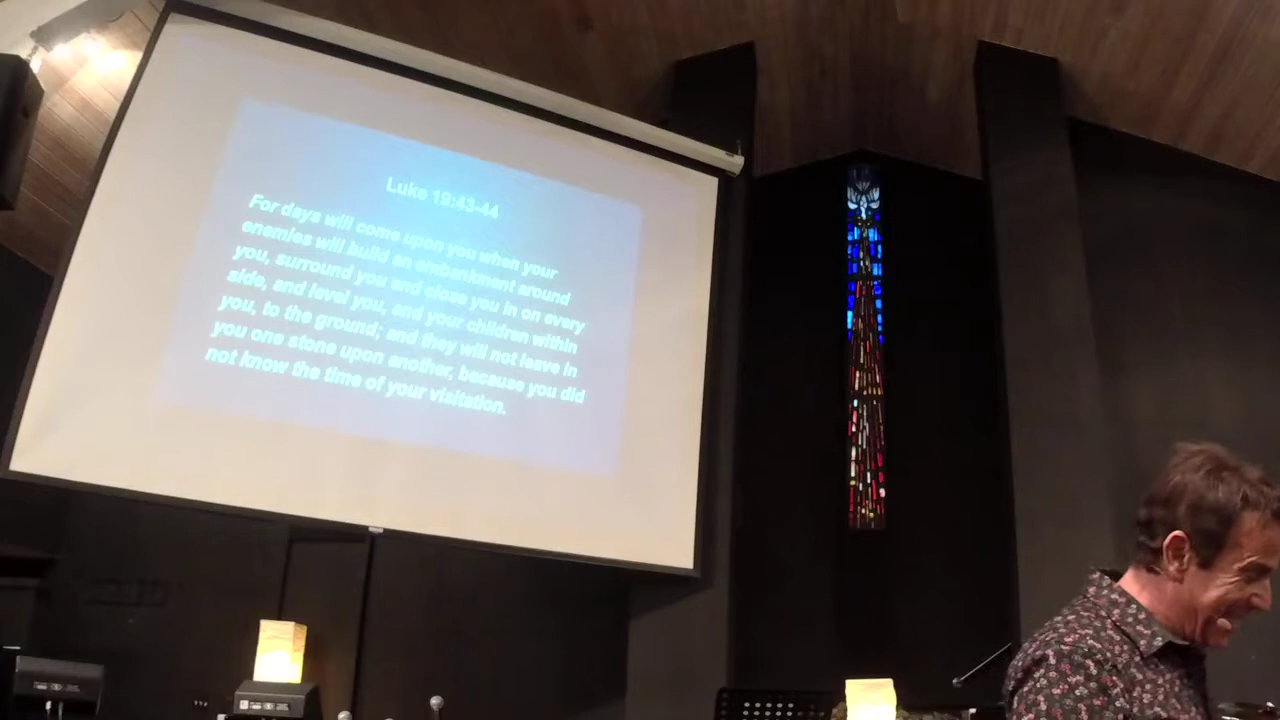 Luke 19:43-44
For days will come upon you when your
enemies will build an embankment around
you, surround you and close you in on every
side, and level you, and your children within
you, to the ground; and they will not leave in
you one stone upon another, because you did
not know the time of your visitation.